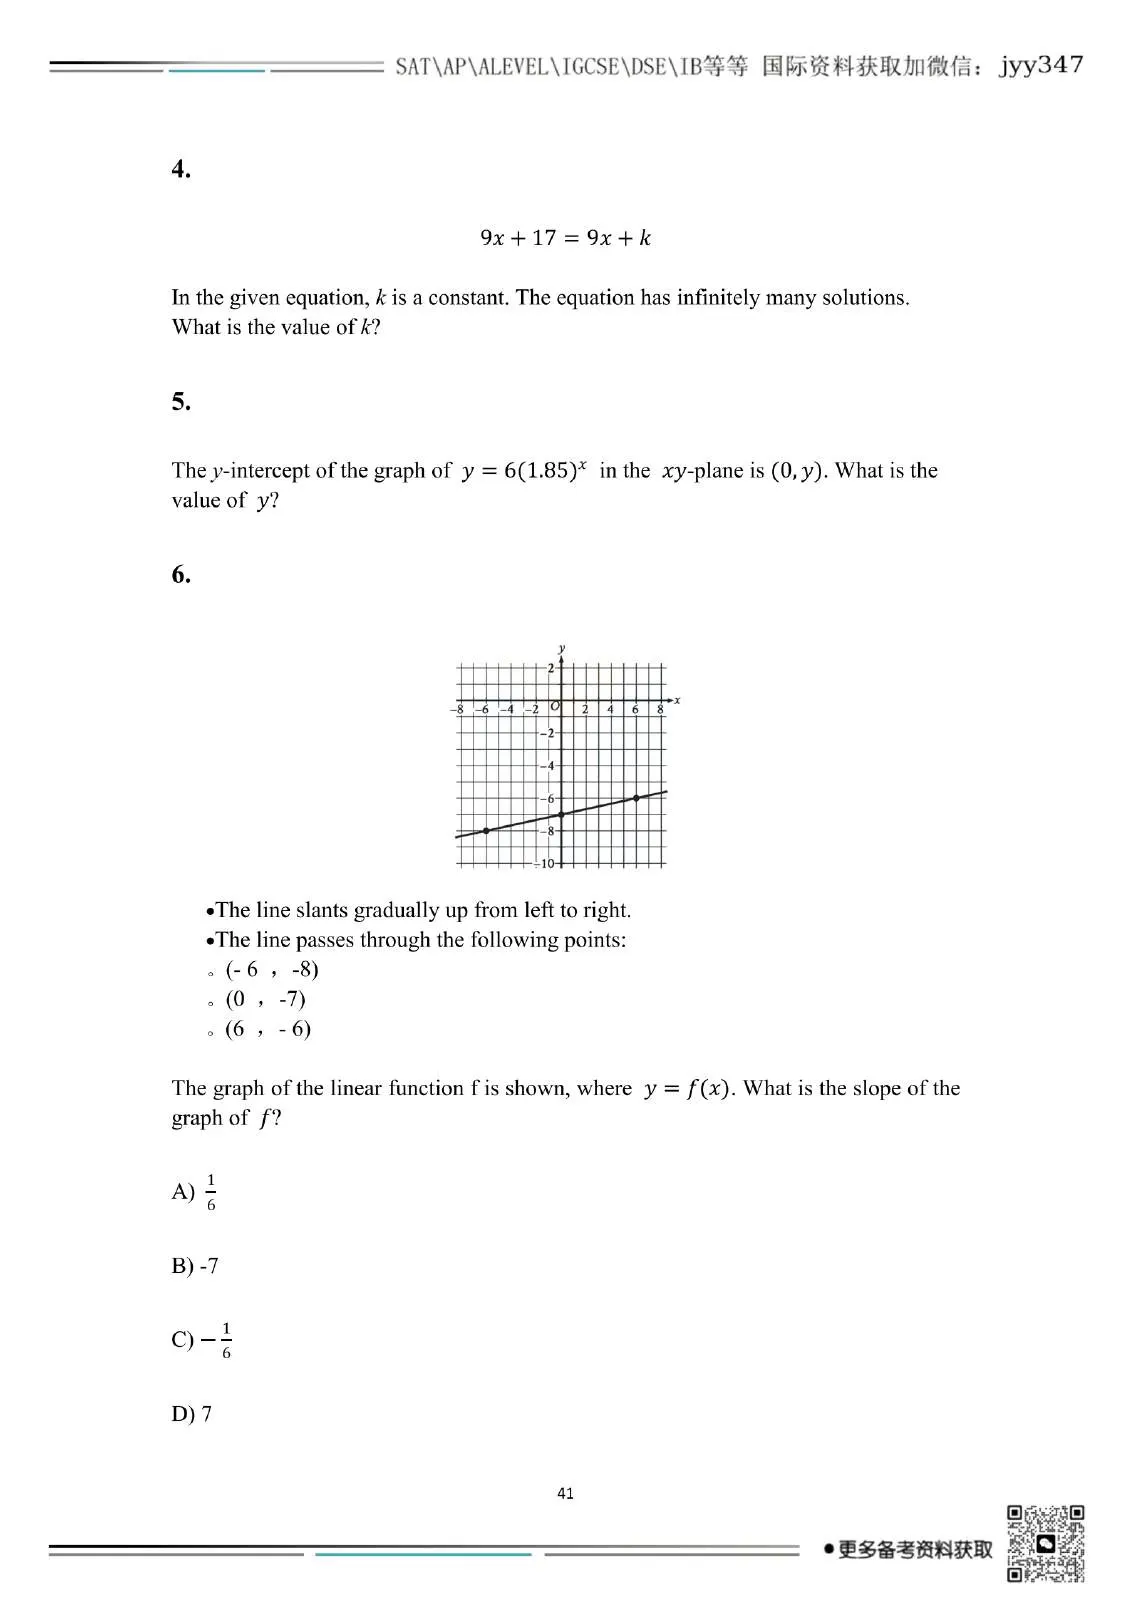 SAT\AP\ALEVEL\IGCSE\DSE\IB等等 国际资料获取加微信：jyy347
4.
9x + 17 = 9x + k
In the given equation, k is a constant. The equation has infinitely many solutions.
What is the value of k?
5.
The y-intercept of the graph of y = 6(1.85)^x in the xy-plane is (0, y). What is the
value of y?
6.
y
2
x
-8 -6 -4 -2 O 2 4 6 8
-2
-4
-6
-8
-10
•The line slants gradually up from left to right.
•The line passes through the following points:
。(- 6 ，-8)
。(0 ，-7)
。(6 ，- 6)
The graph of the linear function f is shown, where y = f(x). What is the slope of the
graph of f?
A) 1/6
B) -7
C) −1/6
D) 7
41
●更多备考资料获取